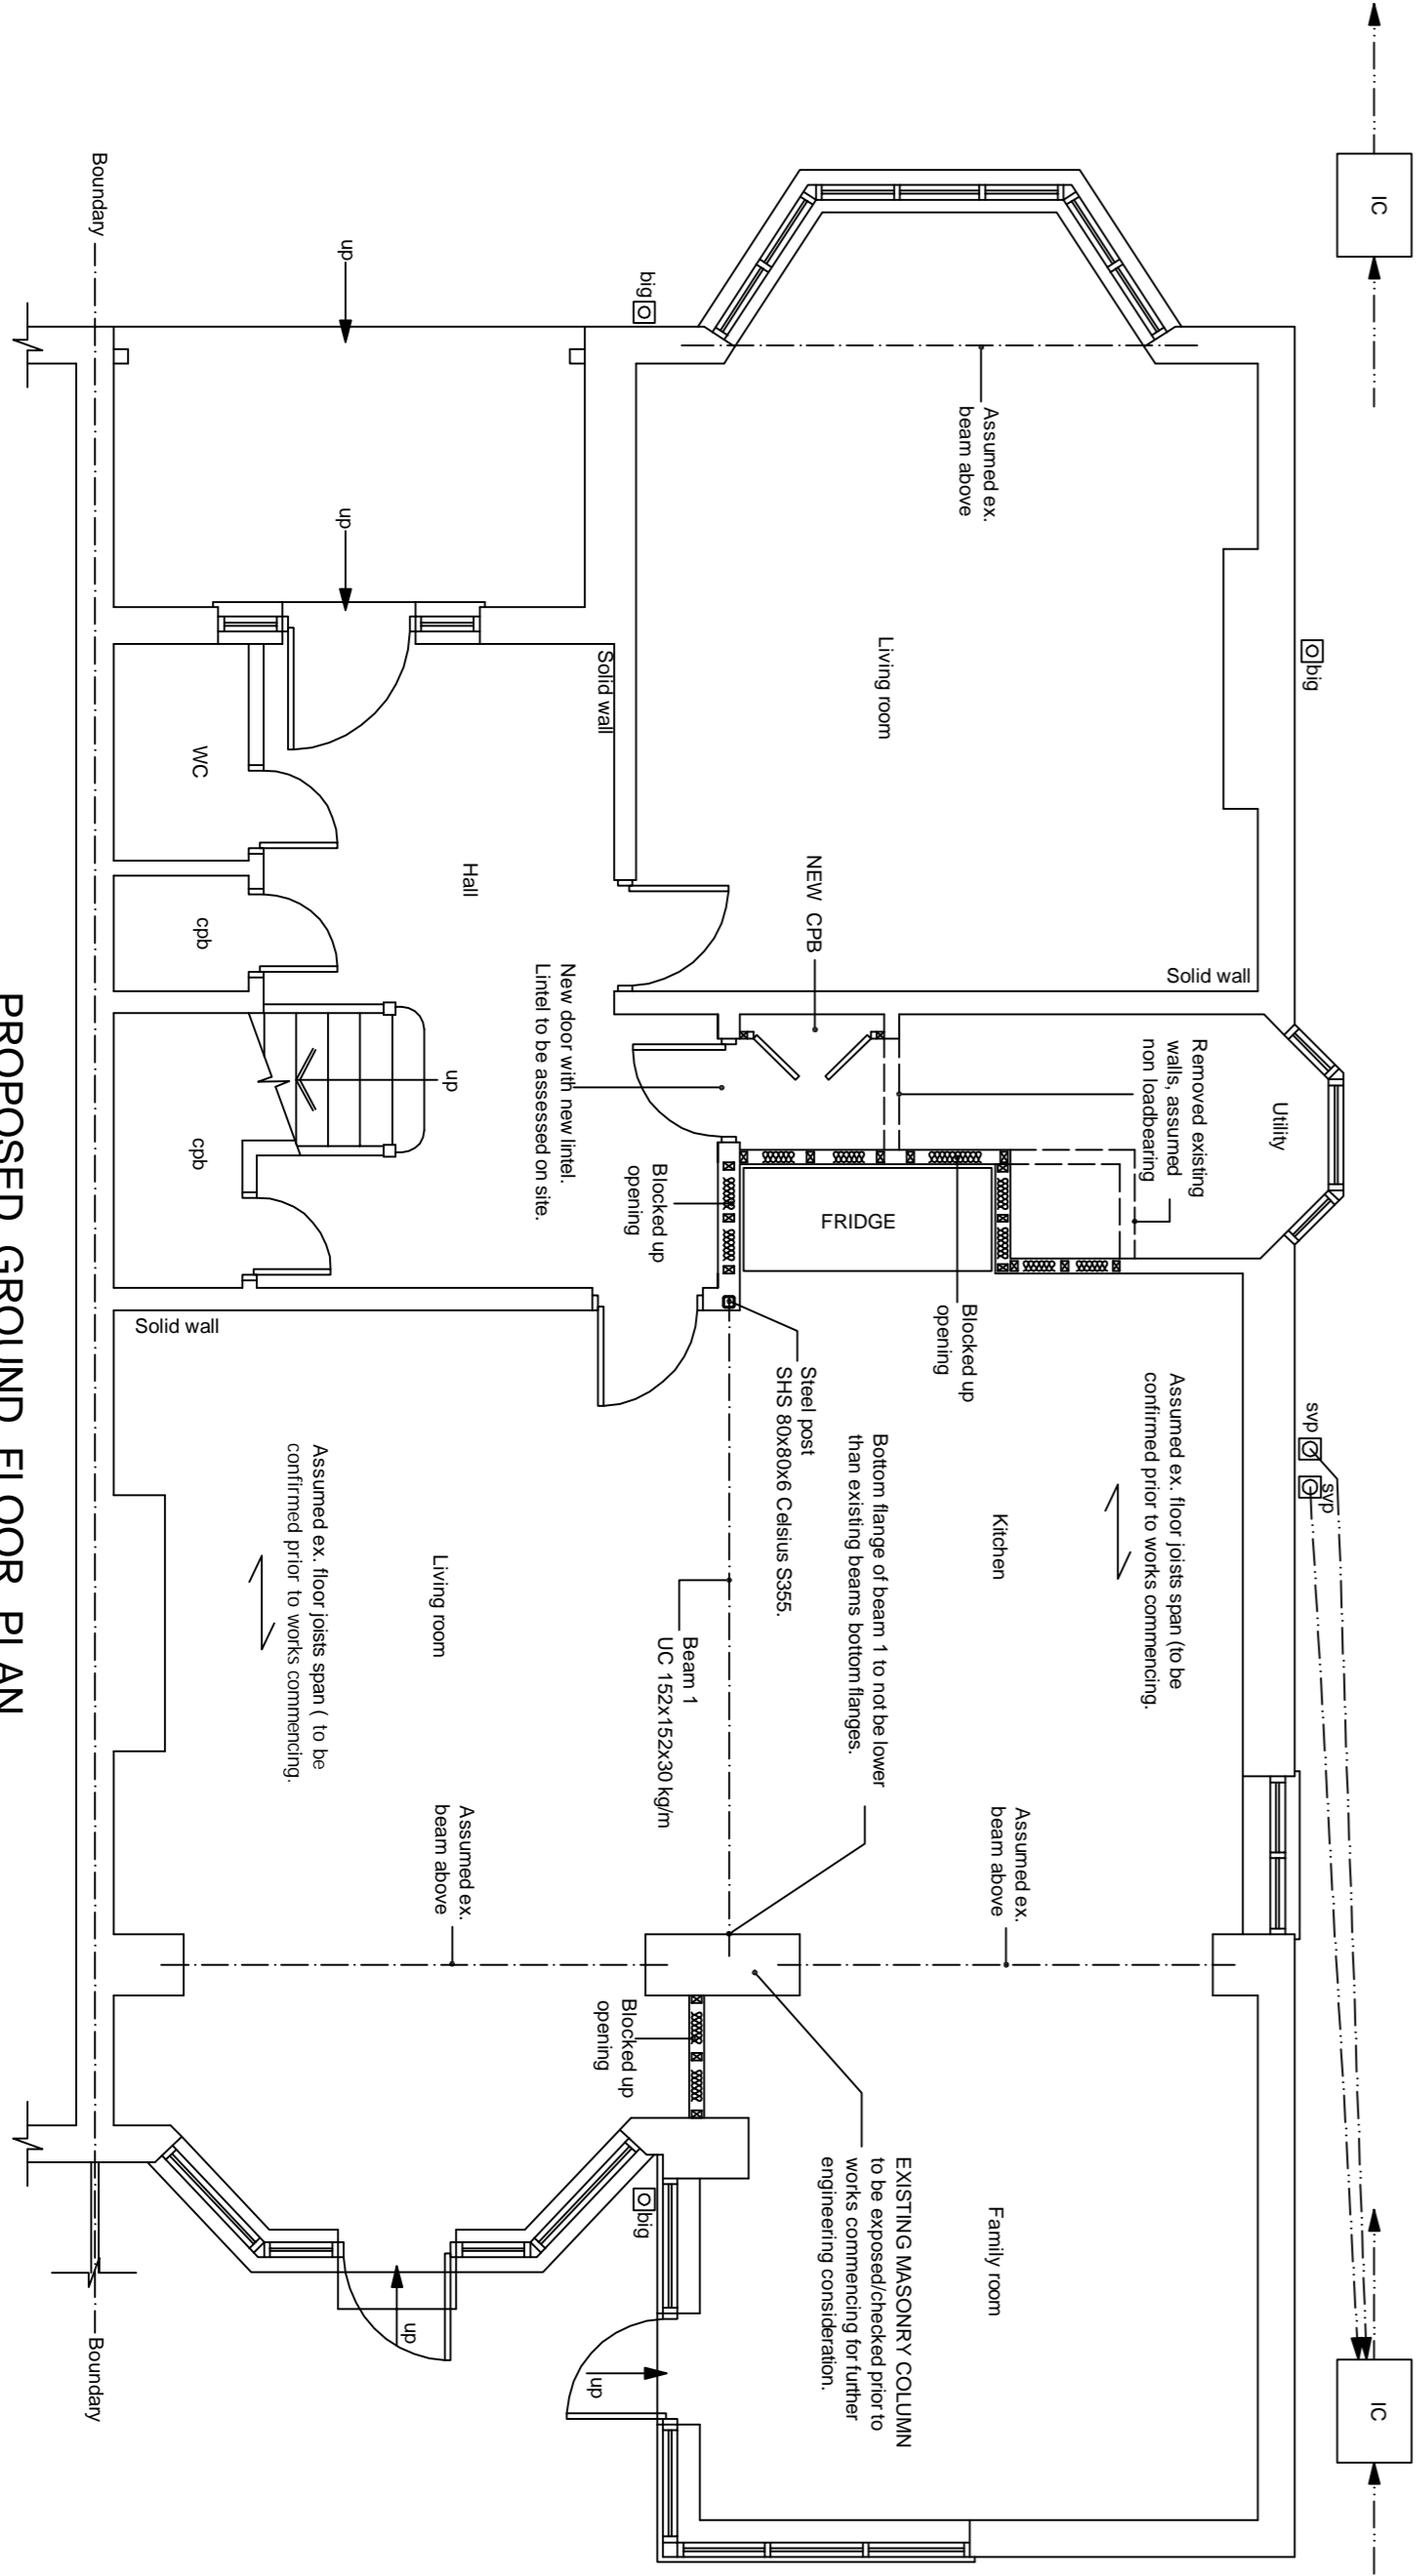 IC
IC
svp
svp
big
Utility
Removed existing
walls, assumed
non loadbearing
Solid wall
Assumed ex. floor joists span (to be
confirmed prior to works commencing.
Assumed ex.
beam above
Living room
NEW CPB
FRIDGE
Blocked up
opening
Kitchen
Assumed ex.
beam above
Family room
Bottom flange of beam 1 to not be lower
than existing beams bottom flanges.
EXISTING MASONRY COLUMN
to be exposed/checked prior to
works commencing for further
engineering consideration.
Steel post
SHS 80x80x6 Celsius S355.
Beam 1
UC 152x152x30 kg/m
big
Solid wall
Blocked up
opening
Blocked up
opening
big
up
New door with new lintel.
Lintel to be assessed on site.
Hall
up
Living room
Assumed ex.
beam above
up
up
up
Assumed ex. floor joists span ( to be
confirmed prior to works commencing.
WC
cpb
cpb
Solid wall
Boundary
Boundary
PROPOSED GROUND FLOOR PLAN